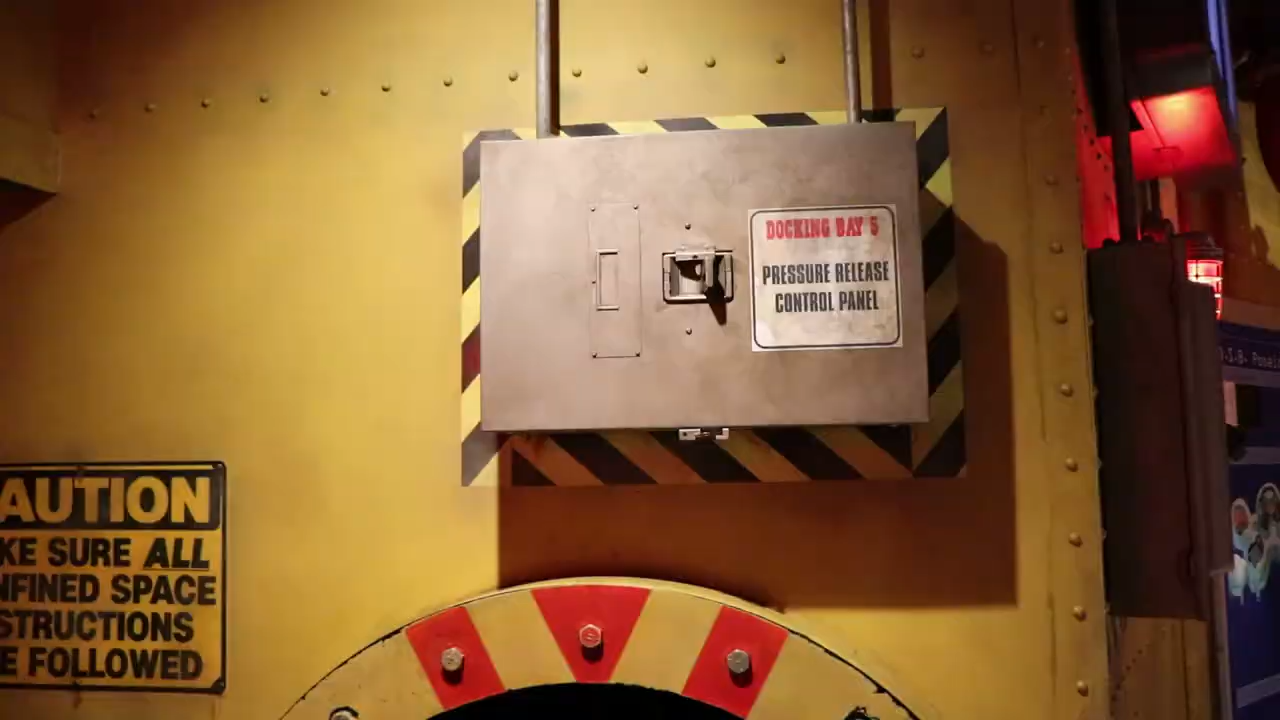 DOCKING BAY 5
PRESSURE RELEASE
CONTROL PANEL
AUTION
KE SURE ALL
NFINED SPACE
STRUCTIONS
E FOLLOWED